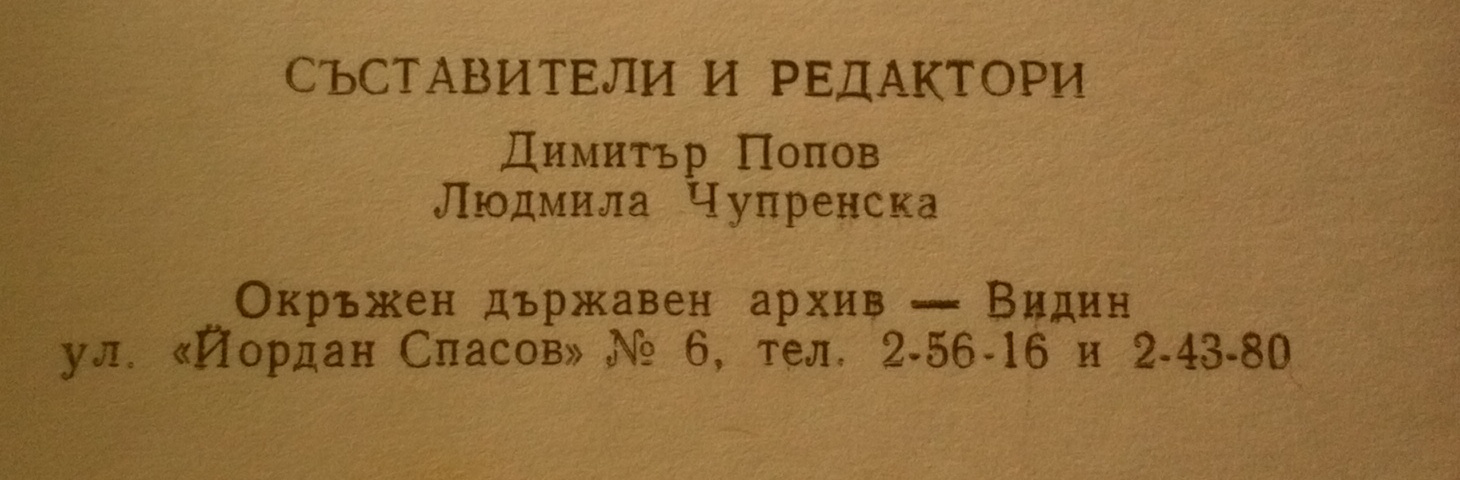 СЪСТАВИТЕЛИ И РЕДАКТОРИ
Димитър Попов
Людмила Чупренска
Окръжен държавен архив — Видин
ул. «Йордан Спасов» № 6, тел. 2-56-16 и 2-43-80